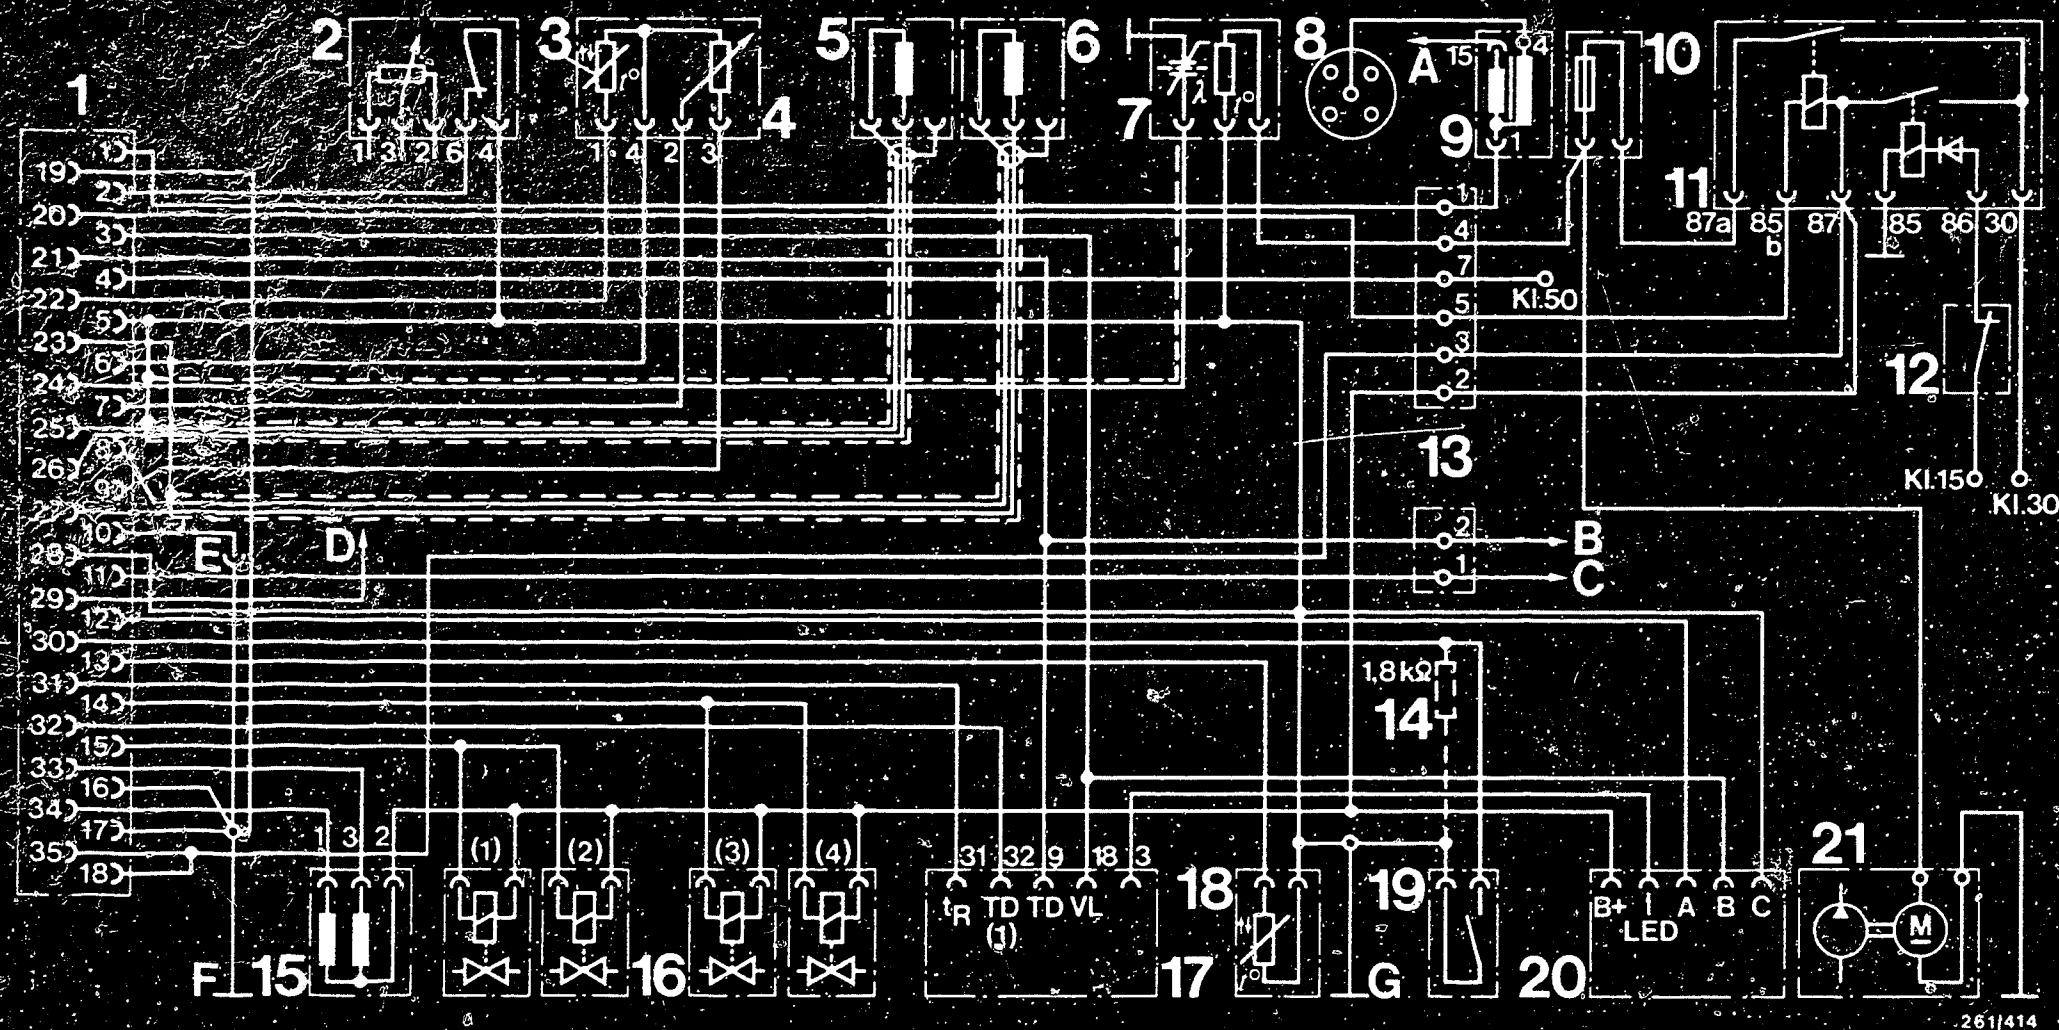 1
2
3
4
5
6
7
8
9
10
11
12
13
14
15
16
17
18
19
20
21
A
B
C
D
E
F
G
19
1
2
20
3
21
4
22
5
23
6
24
7
25
8
26
9
10
28
11
29
12
30
13
31
14
32
15
33
16
34
17
35
18
1 3 2 6 4
1 4 2 3
t°
λ
t°
15
4
1
87a 85 87 85 86 30
b
1
4
7
5
3
2
Kl.50
Kl.15
Kl.30
2
1
1,8kΩ
1 3 2
(1)
(2)
(3)
(4)
31 32 9 18 3
tR TD TD VL
(1)
t°
B+ I A B C
LED
M
261/414